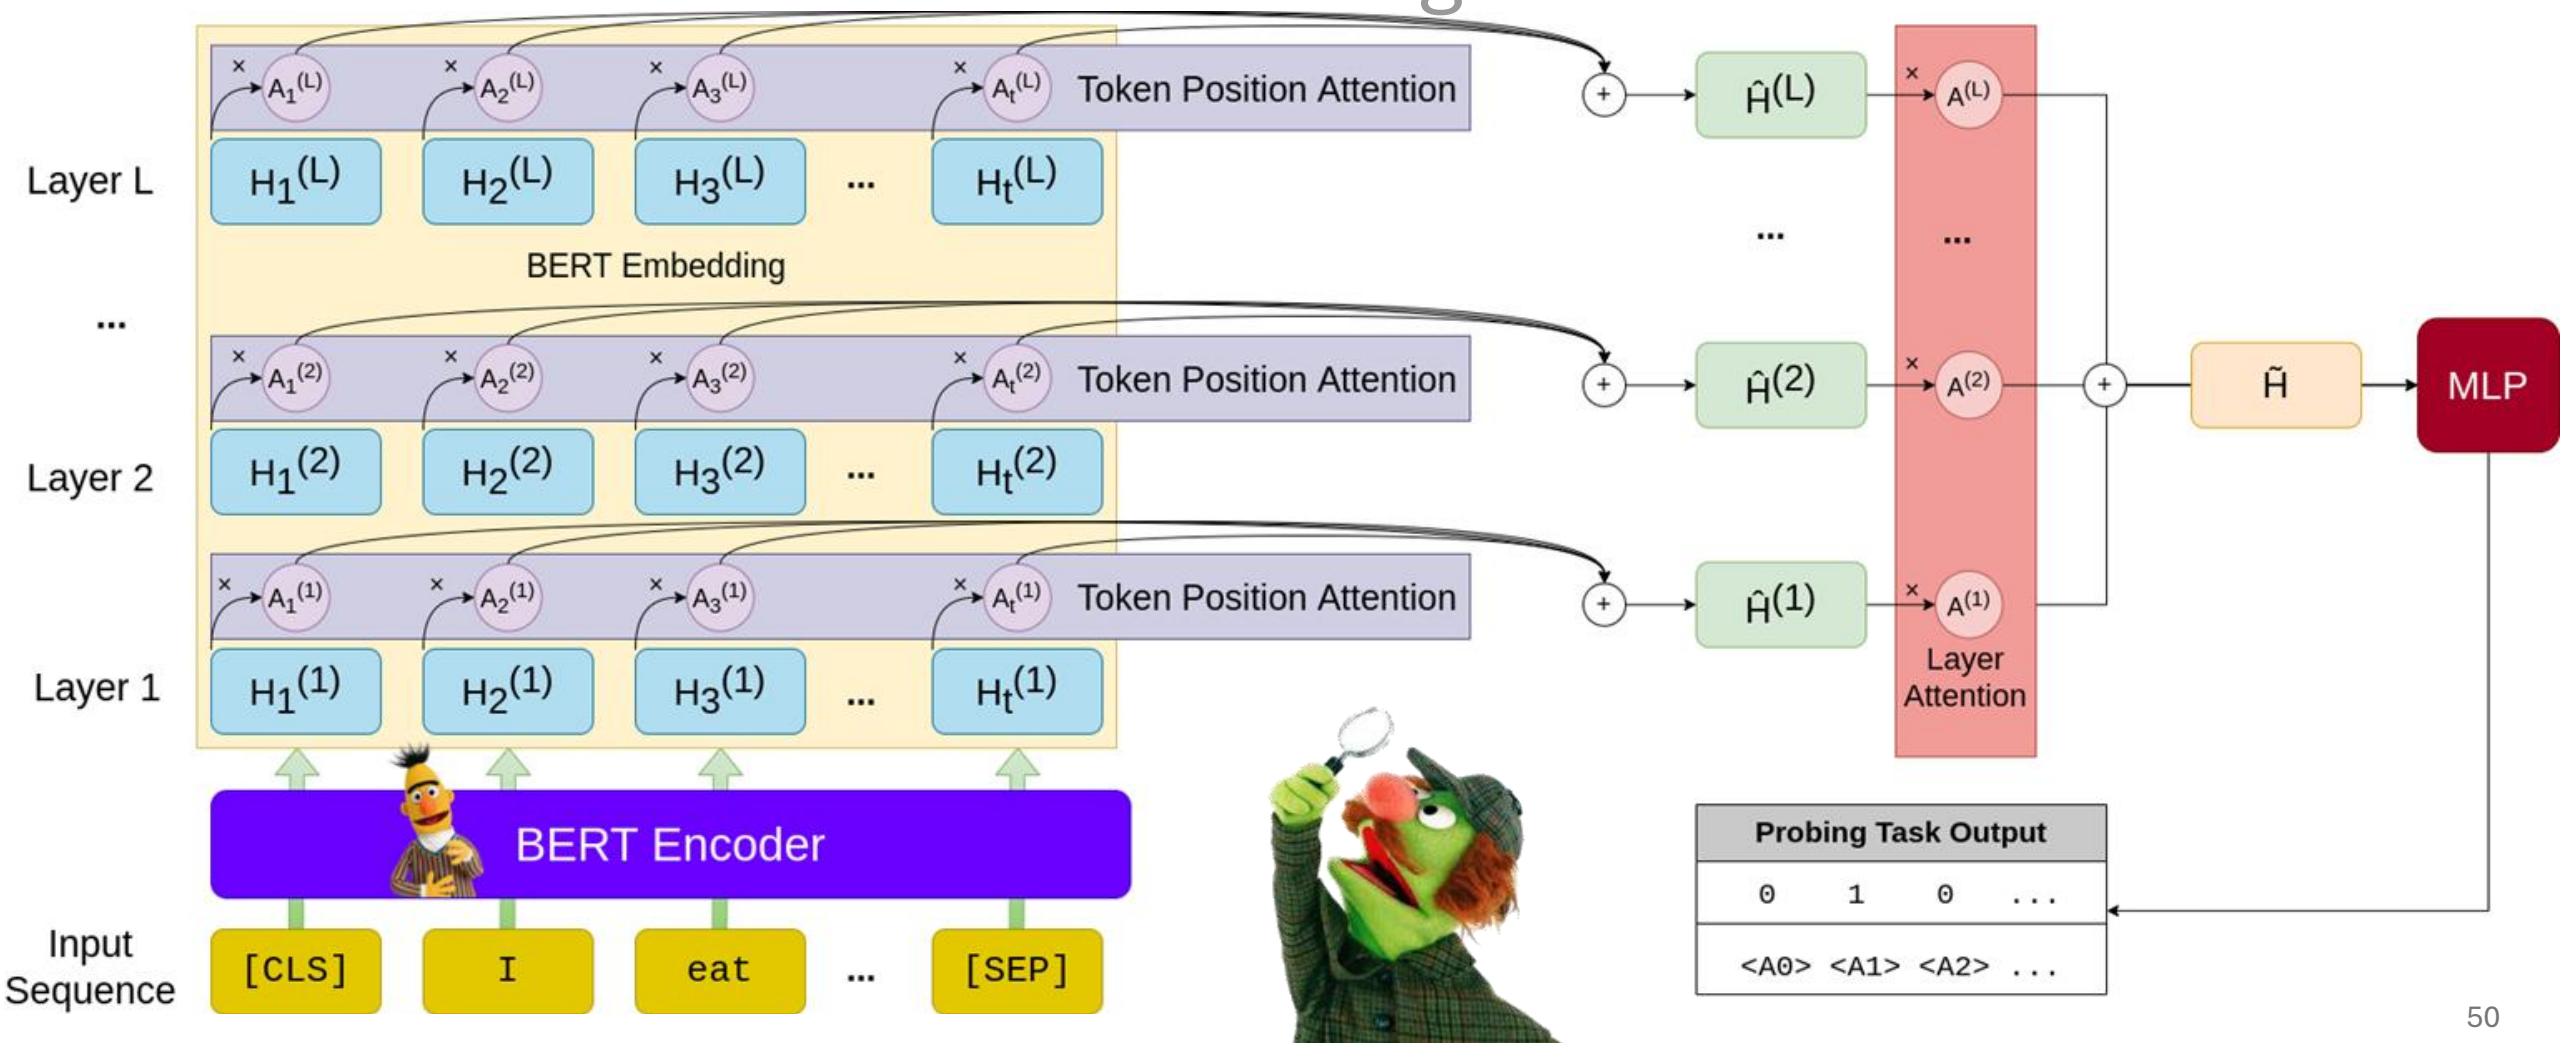 g
× A₁⁽ᴸ⁾ × A₂⁽ᴸ⁾ × A₃⁽ᴸ⁾ × Aₜ⁽ᴸ⁾ Token Position Attention + Ĥ(L) × A⁽ᴸ⁾
Layer L H₁(L) H₂(L) H₃(L) ... Hₜ(L)
... ...
BERT Embedding
...
× A₁⁽²⁾ × A₂⁽²⁾ × A₃⁽²⁾ × Aₜ⁽²⁾ Token Position Attention + Ĥ(2) × A⁽²⁾ + H̃ MLP
Layer 2 H₁(2) H₂(2) H₃(2) ... Hₜ(2)
× A₁⁽¹⁾ × A₂⁽¹⁾ × A₃⁽¹⁾ × Aₜ⁽¹⁾ Token Position Attention + Ĥ(1) × A⁽¹⁾
Layer
Attention
Layer 1 H₁(1) H₂(1) H₃(1) ... Hₜ(1)
BERT Encoder
Input
Sequence
[CLS] I eat ... [SEP]
Probing Task Output
0 1 0 ...
<A0> <A1> <A2> ...
50